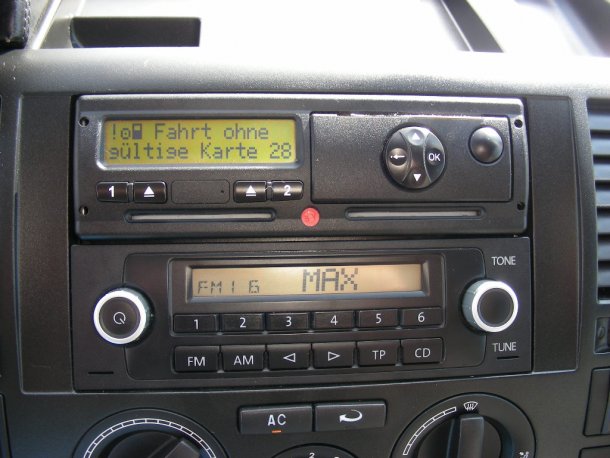 !o Fahrt ohne
gültige Karte 28
1
2
OK
FM1 6 MAX
TONE
1 2 3 4 5 6
TUNE
FM AM TP CD
AC
2